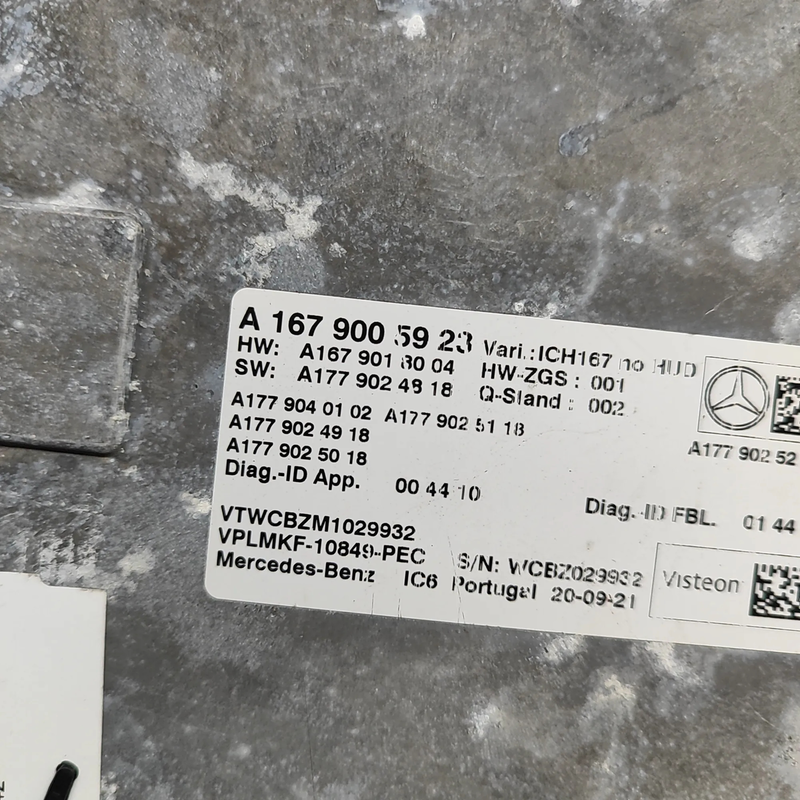 A 167 900 59 23 Vari.:ICH167 no HUD
HW: A167 901 80 04 HW-ZGS : 001
SW: A177 902 48 18 Q-Stand : 002
A177 904 01 02 A177 902 51 18
A177 902 49 18
A177 902 50 18
A177 902 52
Diag.-ID App. 00 44 10
Diag.-ID FBL. 01 44
VTWCBZM1029932
VPLMKF-10849-PEC S/N: WCBZ029932
Mercedes-Benz IC6 Portugal 20-09-21
Visteon